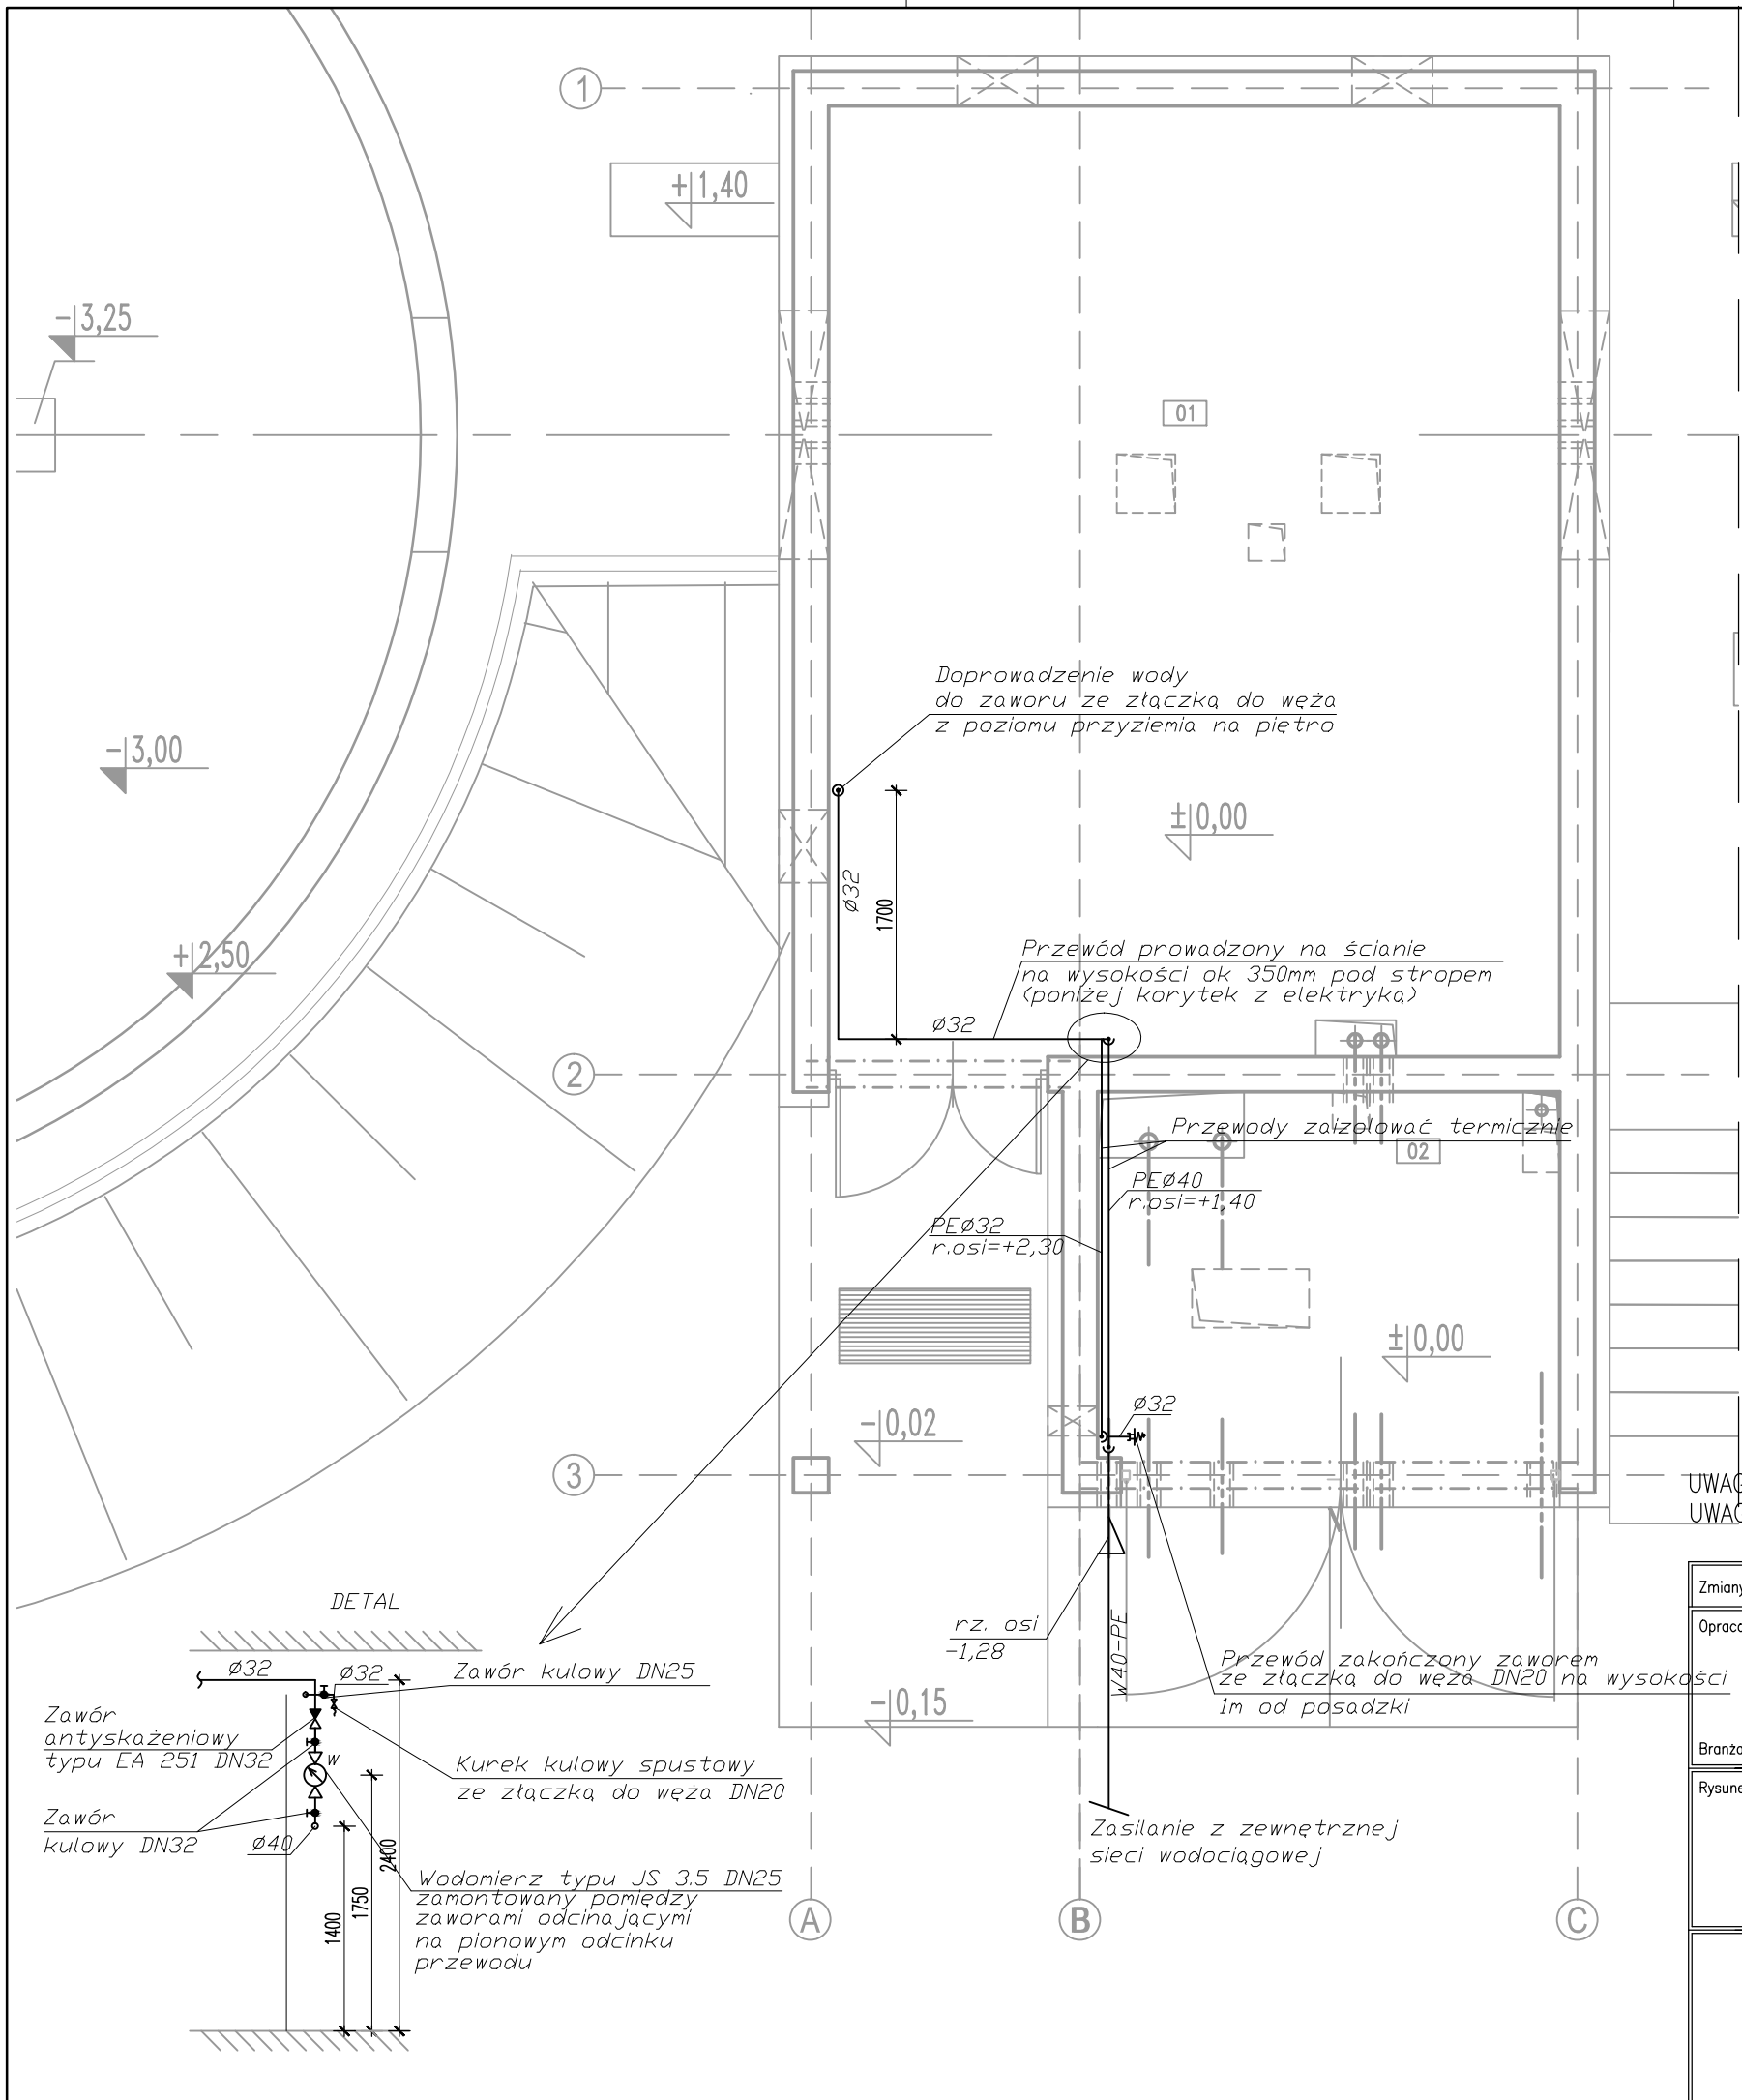 1
+1,40
-3,25
01
Doprowadzenie wody
do zaworu ze złączką do węża
z poziomu przyziemia na piętro
-3,00
±0,00
ø32
1700
+2,50
Przewód prowadzony na ścianie
na wysokości ok 350mm pod stropem
(poniżej korytek z elektryką)
ø32
2
Przewody zaizolować termicznie
02
PEø40
r.osi=+1,40
PEø32
r.osi=+2,30
±0,00
ø32
-0,02
3
UWAG
UWAG
DETAL
rz. osi
-1,28
W40-PE
Przewód zakończony zaworem
ze złączką do węża DN20 na wysokości
1m od posadzki
-0,15
Zmiany
Opraco
Branża
Rysune
ø32
ø32
Zawór kulowy DN25
Zawór
antyskażeniowy
typu EA 251 DN32
W
Kurek kulowy spustowy
ze złączką do węża DN20
Zawór
kulowy DN32
ø40
1400
1750
2400
Wodomierz typu JS 3.5 DN25
zamontowany pomiędzy
zaworami odcinającymi
na pionowym odcinku
przewodu
Zasilanie z zewnętrznej
sieci wodociągowej
A
B
C